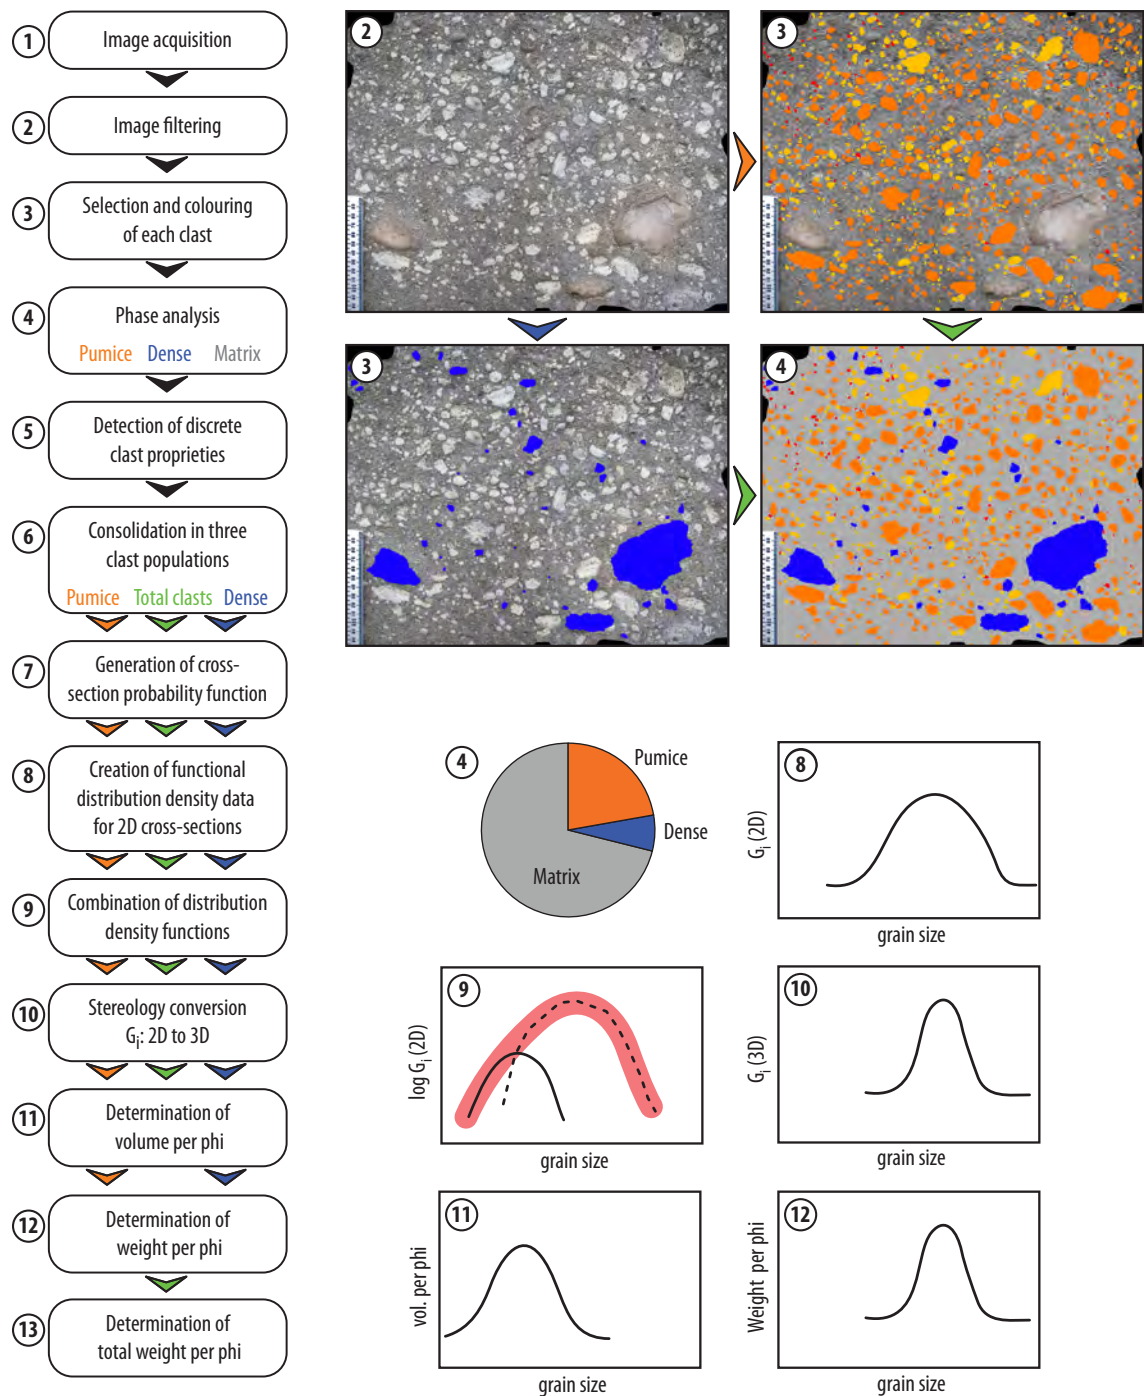 1
Image acquisition
2
Image filtering
3
Selection and colouring
of each clast
4
Phase analysis
Pumice Dense Matrix
5
Detection of discrete
clast proprieties
6
Consolidation in three
clast populations
Pumice Total clasts Dense
7
Generation of cross-
section probability function
8
Creation of functional
distribution density data
for 2D cross-sections
9
Combination of distribution
density functions
10
Stereology conversion
Gi: 2D to 3D
11
Determination of
volume per phi
12
Determination of
weight per phi
13
Determination of
total weight per phi
2
3
3
4
4
Pumice
Dense
Matrix
8
Gi (2D)
grain size
9
log Gi (2D)
grain size
10
Gi (3D)
grain size
11
vol. per phi
grain size
12
Weight per phi
grain size